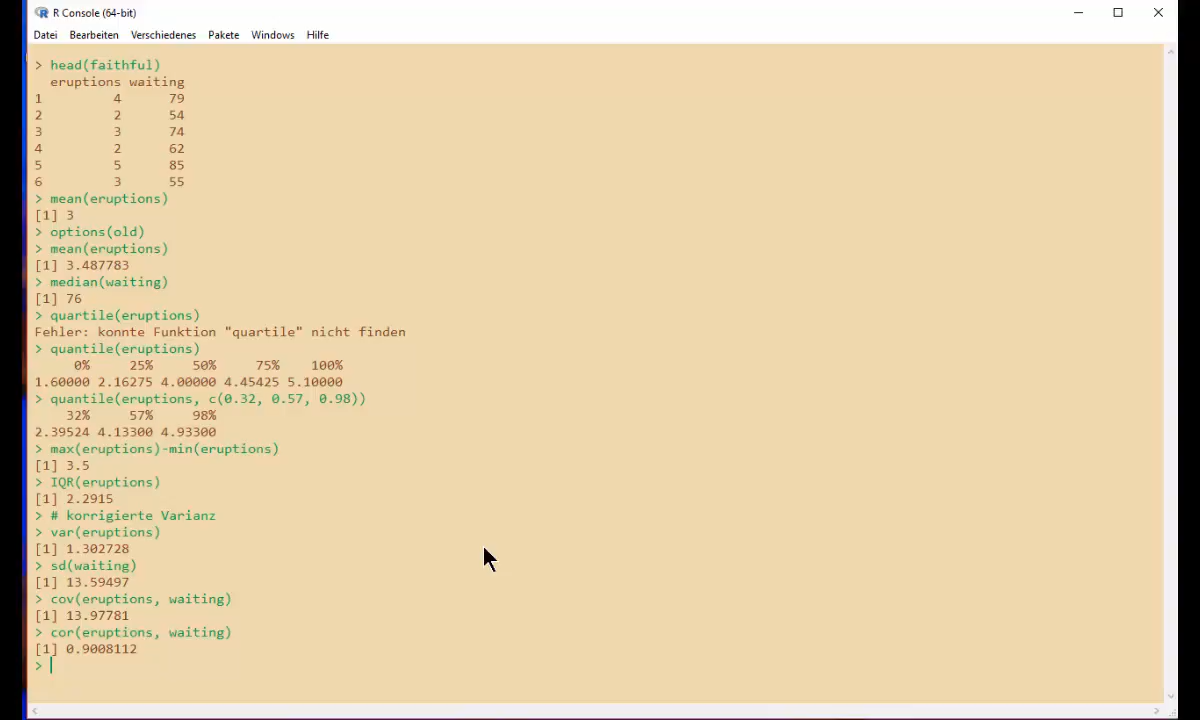 R Console (64-bit)
Datei Bearbeiten Verschiedenes Pakete Windows Hilfe
> head(faithful)
  eruptions waiting
1         4      79
2         2      54
3         3      74
4         2      62
5         5      85
6         3      55
> mean(eruptions)
[1] 3
> options(old)
> mean(eruptions)
[1] 3.487783
> median(waiting)
[1] 76
> quartile(eruptions)
Fehler: konnte Funktion "quartile" nicht finden
> quantile(eruptions)
     0%     25%     50%     75%    100%
1.60000 2.16275 4.00000 4.45425 5.10000
> quantile(eruptions, c(0.32, 0.57, 0.98))
    32%     57%     98%
2.39524 4.13300 4.93300
> max(eruptions)-min(eruptions)
[1] 3.5
> IQR(eruptions)
[1] 2.2915
> # korrigierte Varianz
> var(eruptions)
[1] 1.302728
> sd(waiting)
[1] 13.59497
> cov(eruptions, waiting)
[1] 13.97781
> cor(eruptions, waiting)
[1] 0.9008112
>